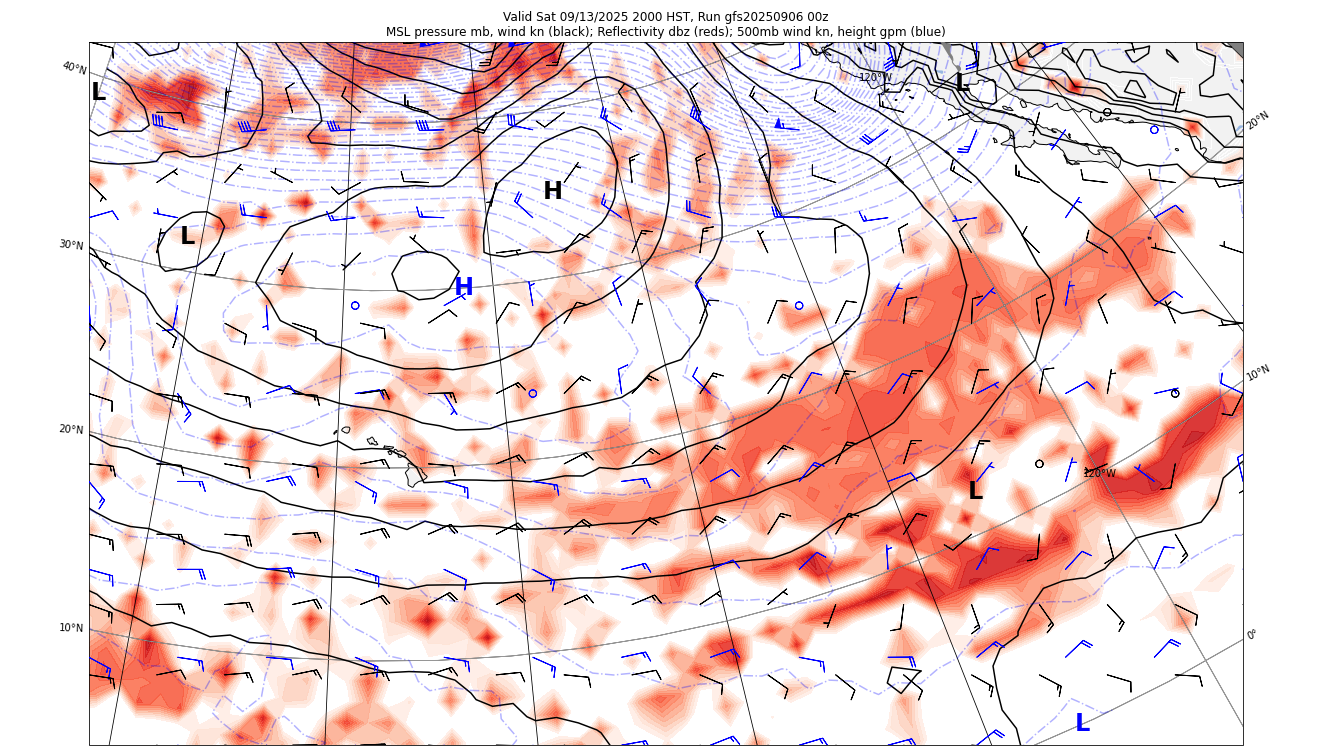 Valid Sat 09/13/2025 2000 HST, Run gfs20250906 00z
MSL pressure mb, wind kn (black); Reflectivity dbz (reds); 500mb wind kn, height gpm (blue)
40°N
120°W
L
L
20°N
H
L
30°N
H
10°N
20°N
120°W
L
10°N
0°
L